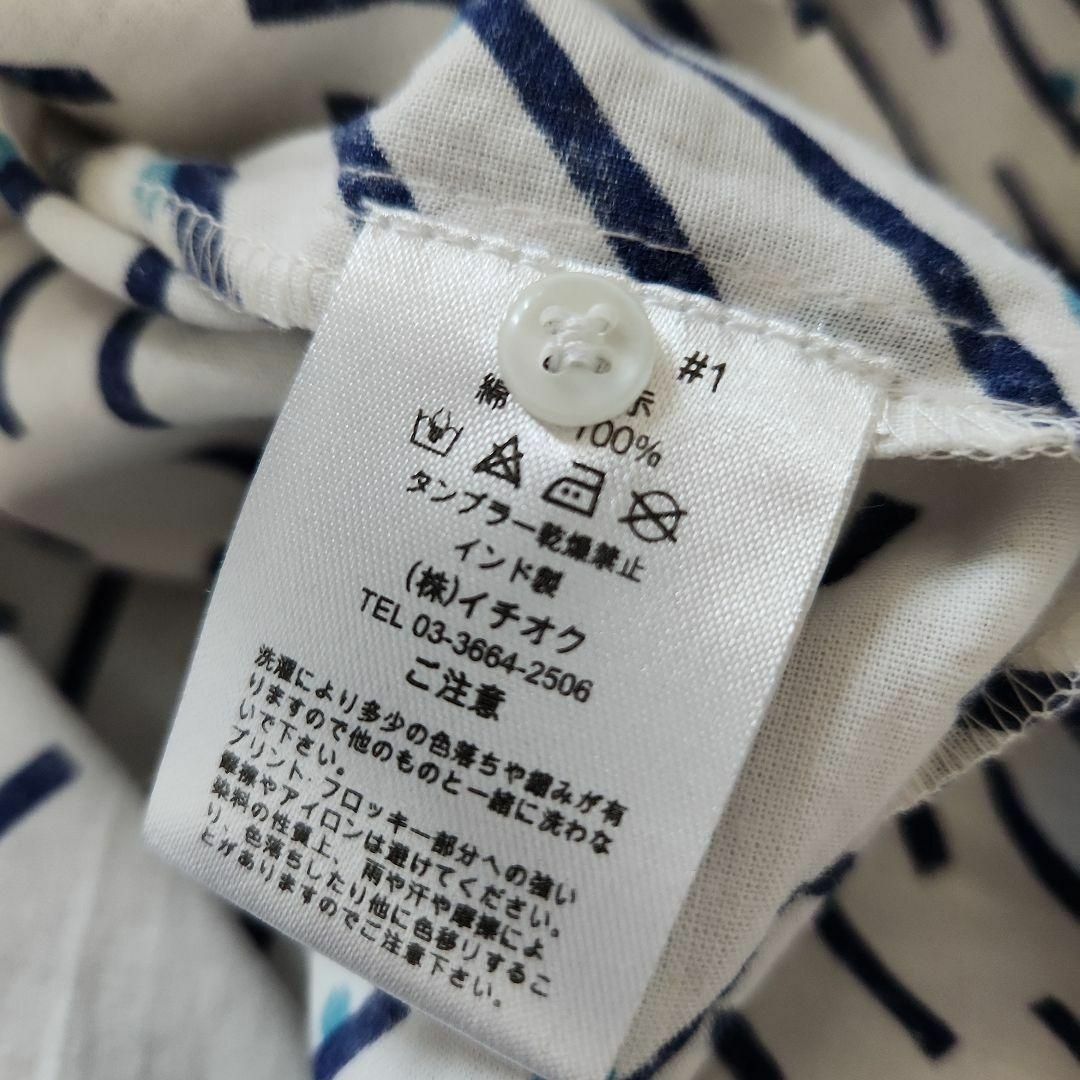 #1
綿 示
100%
タンブラー乾燥禁止
インド製
(株)イチオク
TEL 03-3664-2506
ご注意
洗濯により多少の色落ちや縮みが有
りますので他のものと一緒に洗わな
いで下さい。
プリント・フロッキー部分への強い
摩擦やアイロンは避けてください。
染料の性質上、雨や汗や摩擦によ
り、色落ちしたり他に色移りするこ
とがありますのでご注意下さい。